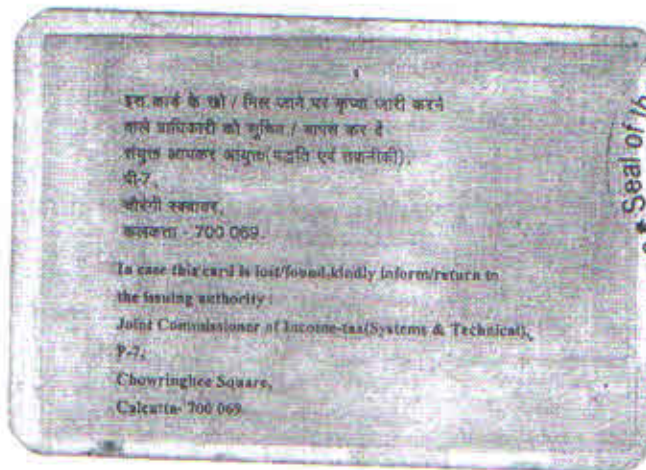 इस कार्ड के खो / मिल जाने पर कृप्या जारी करने
वाले प्राधिकारी को सूचित / वापस कर दें
संयुक्त आयकर आयुक्त(पद्धति एवं तकनीकी),
पी-7,
चौरंगी स्क्वायर,
कलकत्ता - 700 069.
In case this card is lost/found,kindly inform/return to
the issuing authority :
Joint Commissioner of Income-tax(Systems & Technical),
P-7,
Chowringhee Square,
Calcutta- 700 069.
Seal of